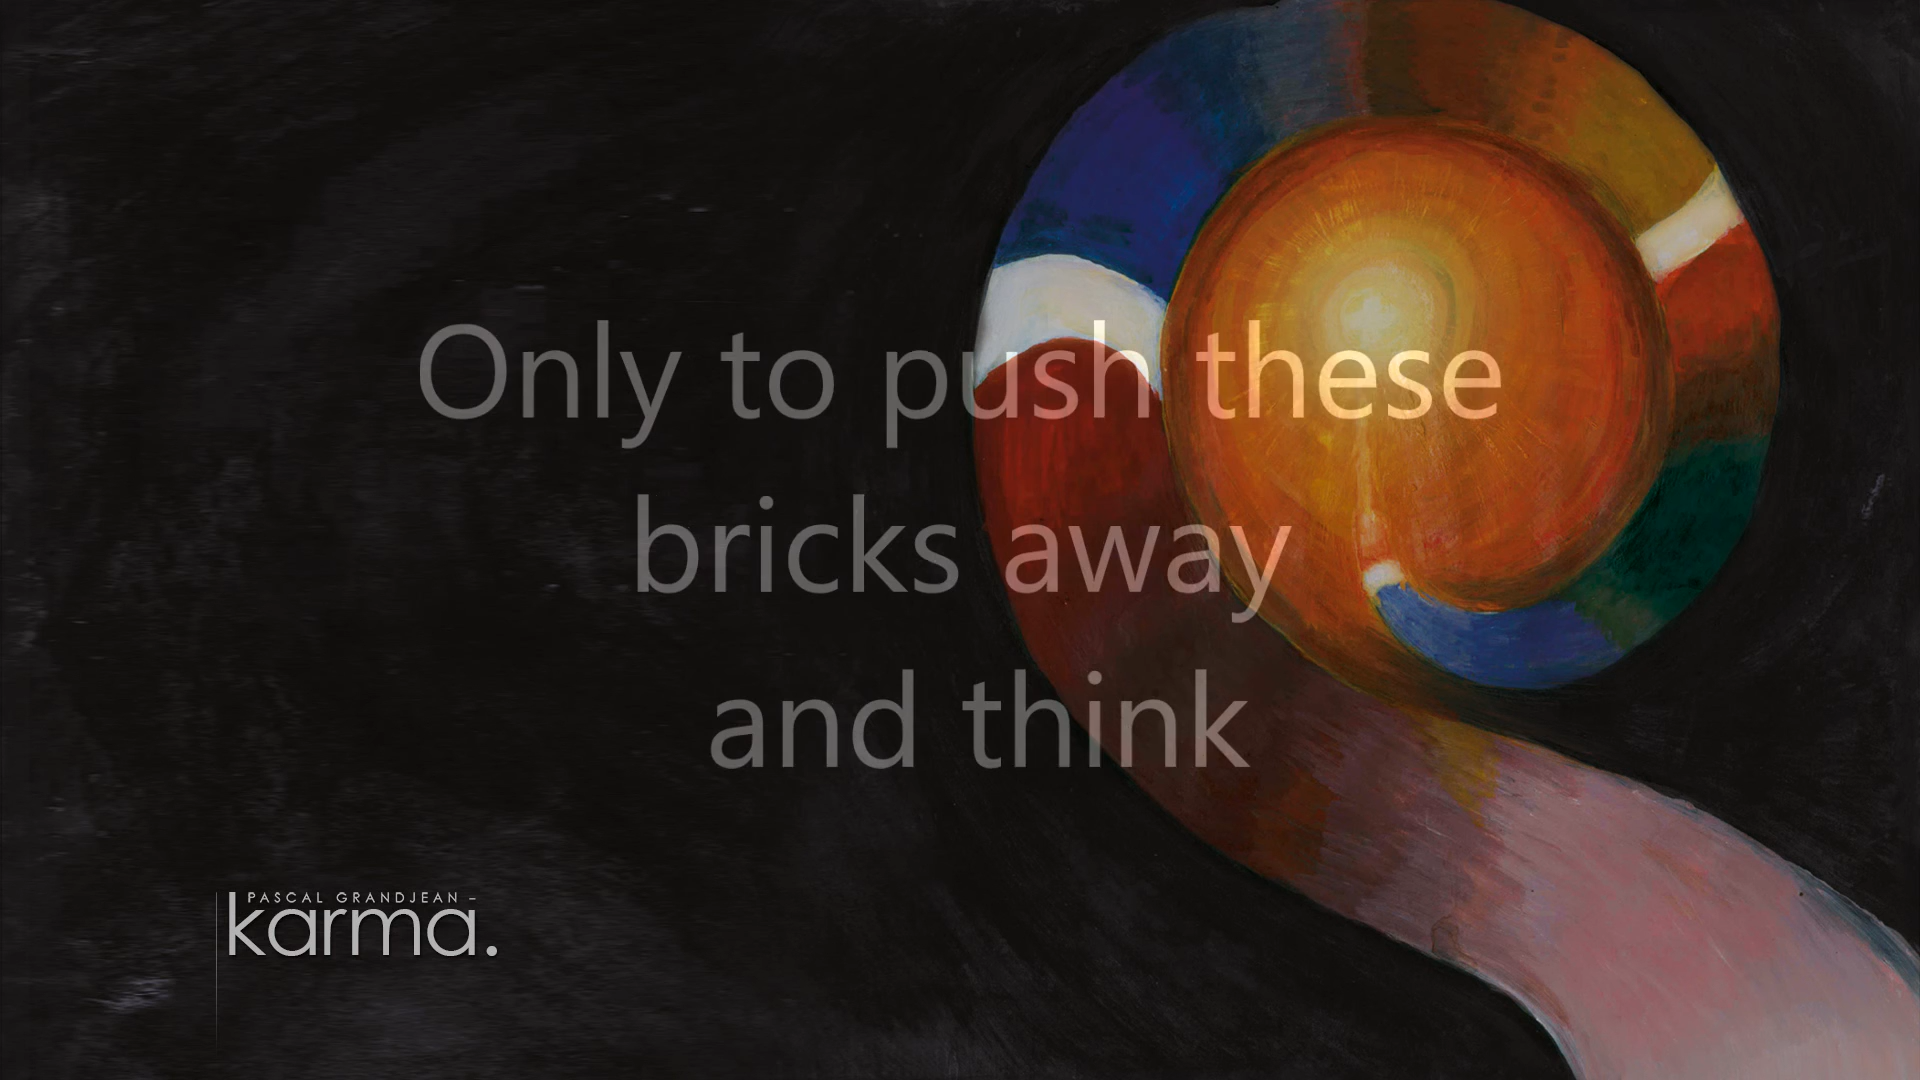 Only to push these
bricks away
and think
PASCAL GRANDJEAN –
karma.